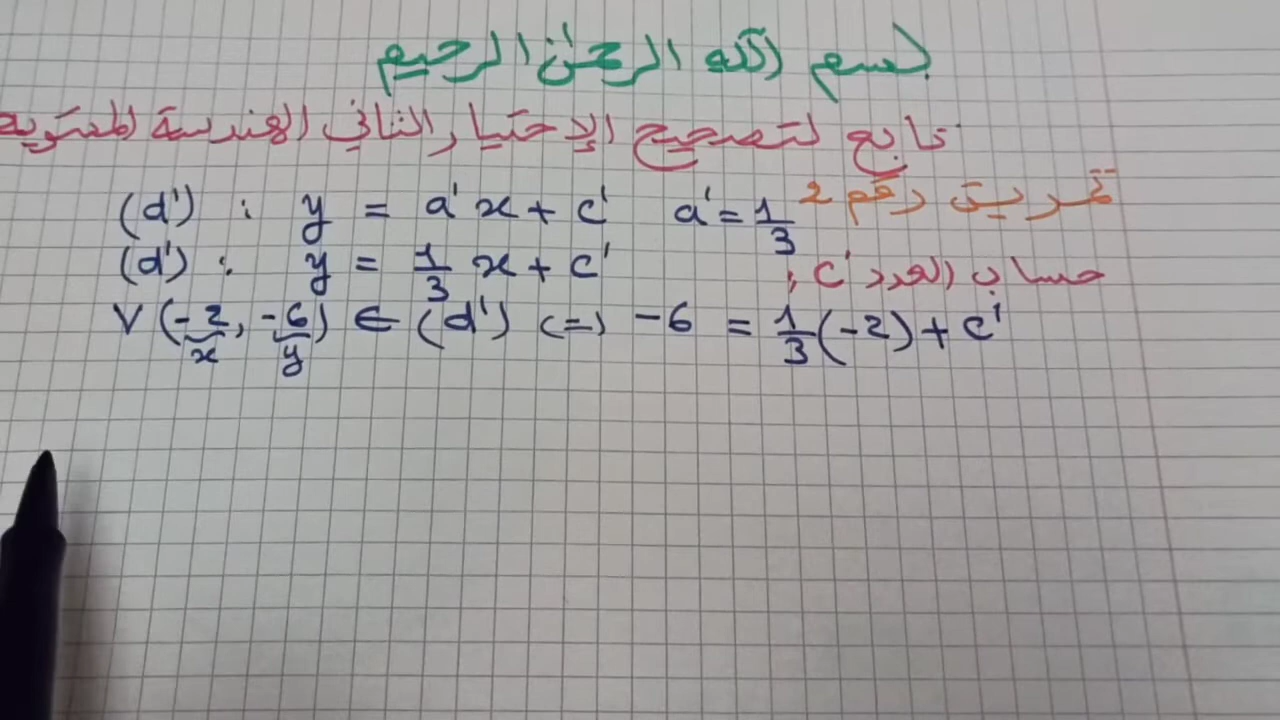 بسم الله الرحمن الرحيم
تابع لتصحيح الإختيار الثاني الهندسة المستوية
تمرين رقم 2
(d') : y = a'x + c' a' = 1/3
(d') : y = 1/3 x + c' حساب العدد c' :
V(-2, -6) ∈ (d') (=) -6 = 1/3(-2) + c'
x y